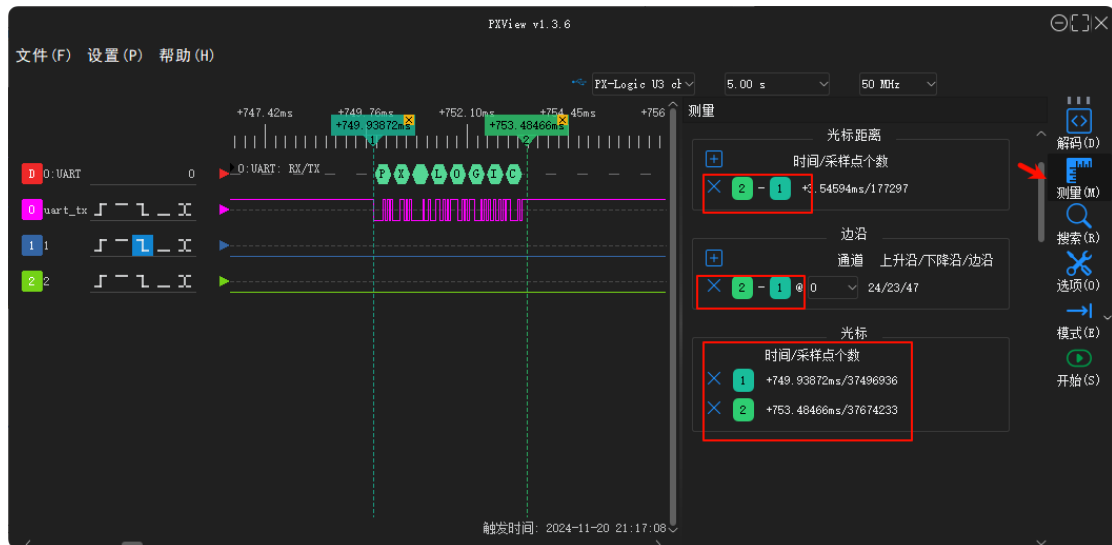 PXView v1.3.6
文件(F) 设置(P) 帮助(H)
PX-Logic U3 ch 5.00 s 50 MHz
+747.42ms +749.76ms +752.10ms +754.45ms +756
+749.93872ms +753.48466ms
1 2
D 0:UART 0
0:UART: RX/TX
P X - L O G I C
0 uart_tx
1 1
2 2
触发时间: 2024-11-20 21:17:08
测量
光标距离
时间/采样点个数
2 - 1 +3.54594ms/177297
边沿
通道 上升沿/下降沿/边沿
2 - 1 @ 0 24/23/47
光标
时间/采样点个数
1 +749.93872ms/37496936
2 +753.48466ms/37674233
解码(D)
测量(M)
搜索(R)
选项(O)
模式(E)
开始(S)